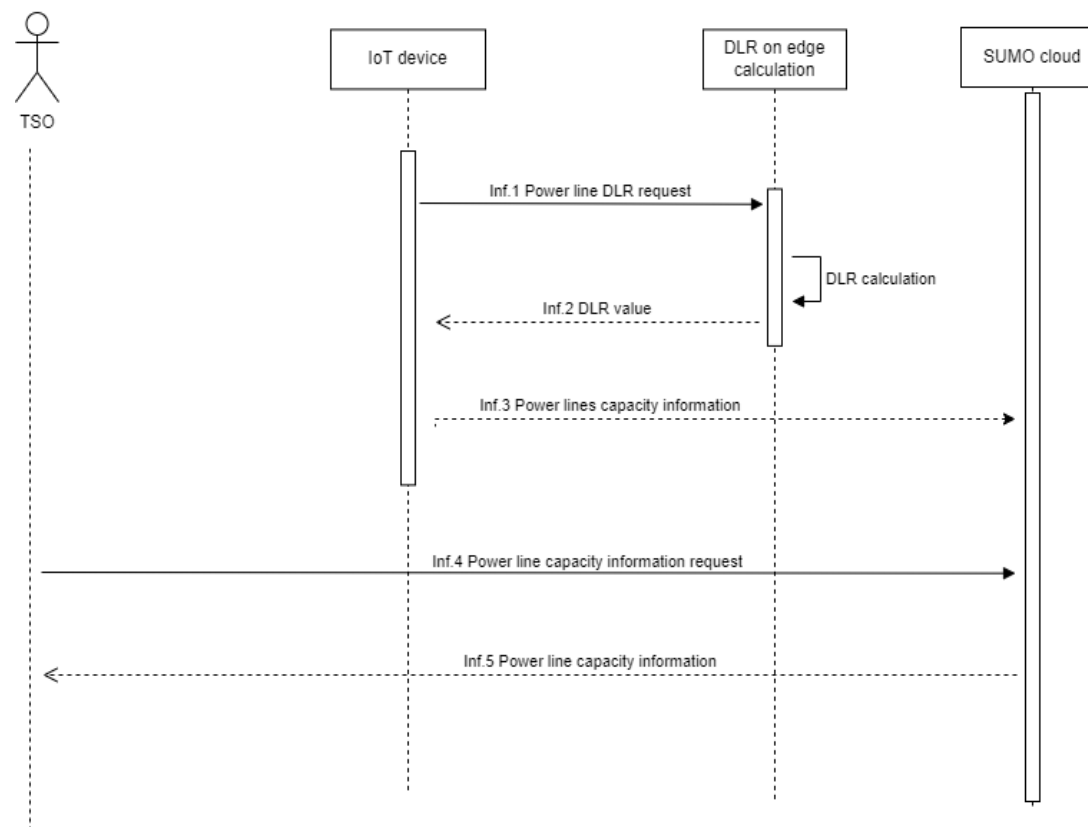 TSO
IoT device
DLR on edge
calculation
SUMO cloud
Inf.1 Power line DLR request
DLR calculation
Inf.2 DLR value
Inf.3 Power lines capacity information
Inf.4 Power line capacity information request
Inf.5 Power line capacity information